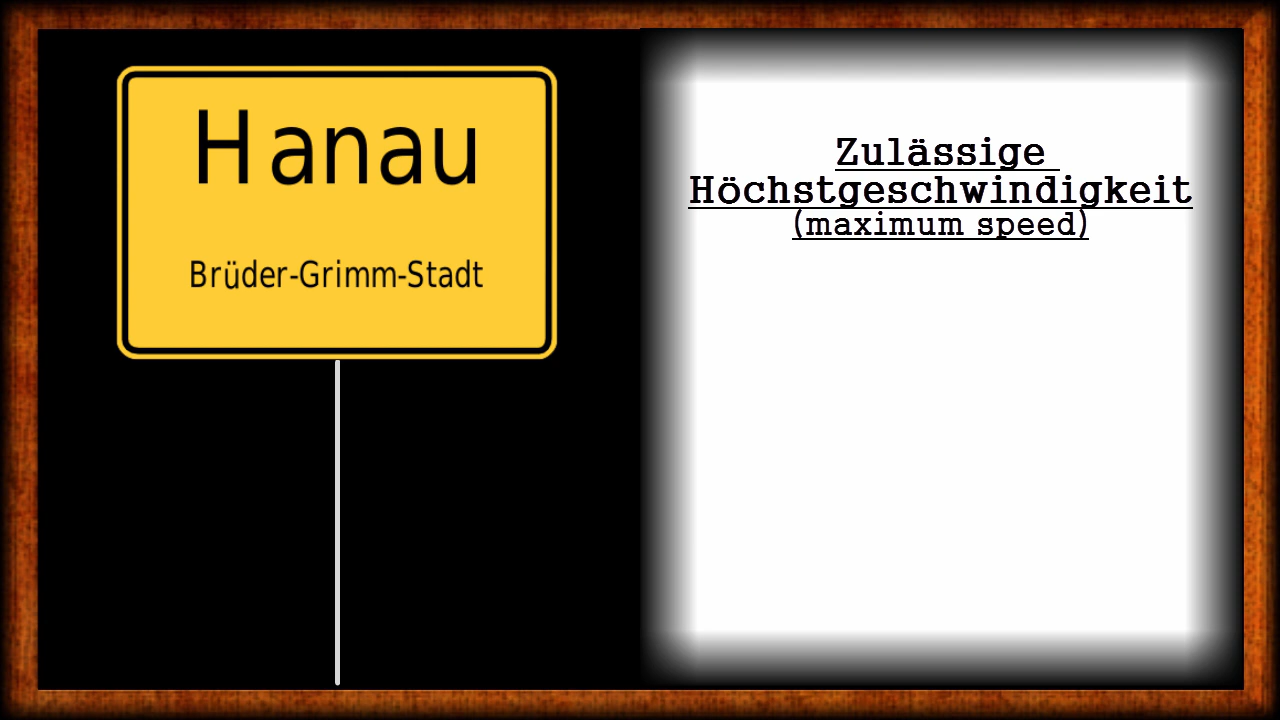 Hanau
Brüder-Grimm-Stadt
Zulässige
Höchstgeschwindigkeit
(maximum speed)